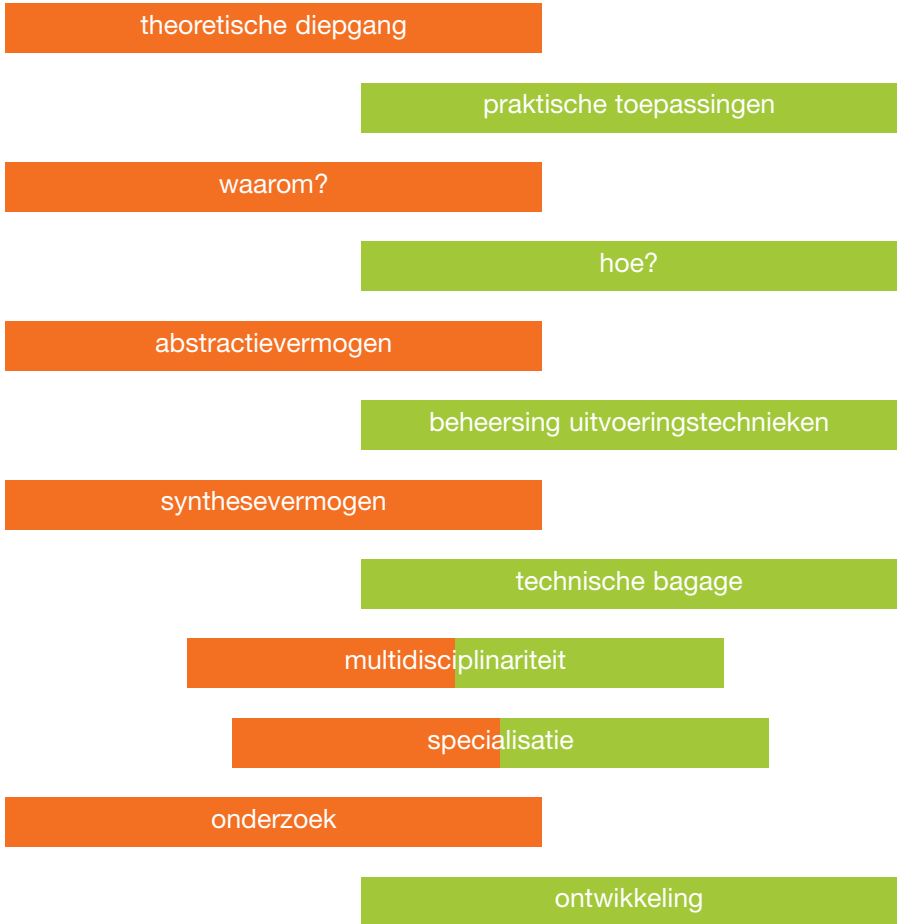 theoretische diepgang
praktische toepassingen
waarom?
hoe?
abstractievermogen
beheersing uitvoeringstechnieken
synthesevermogen
technische bagage
multidisciplinariteit
specialisatie
onderzoek
ontwikkeling